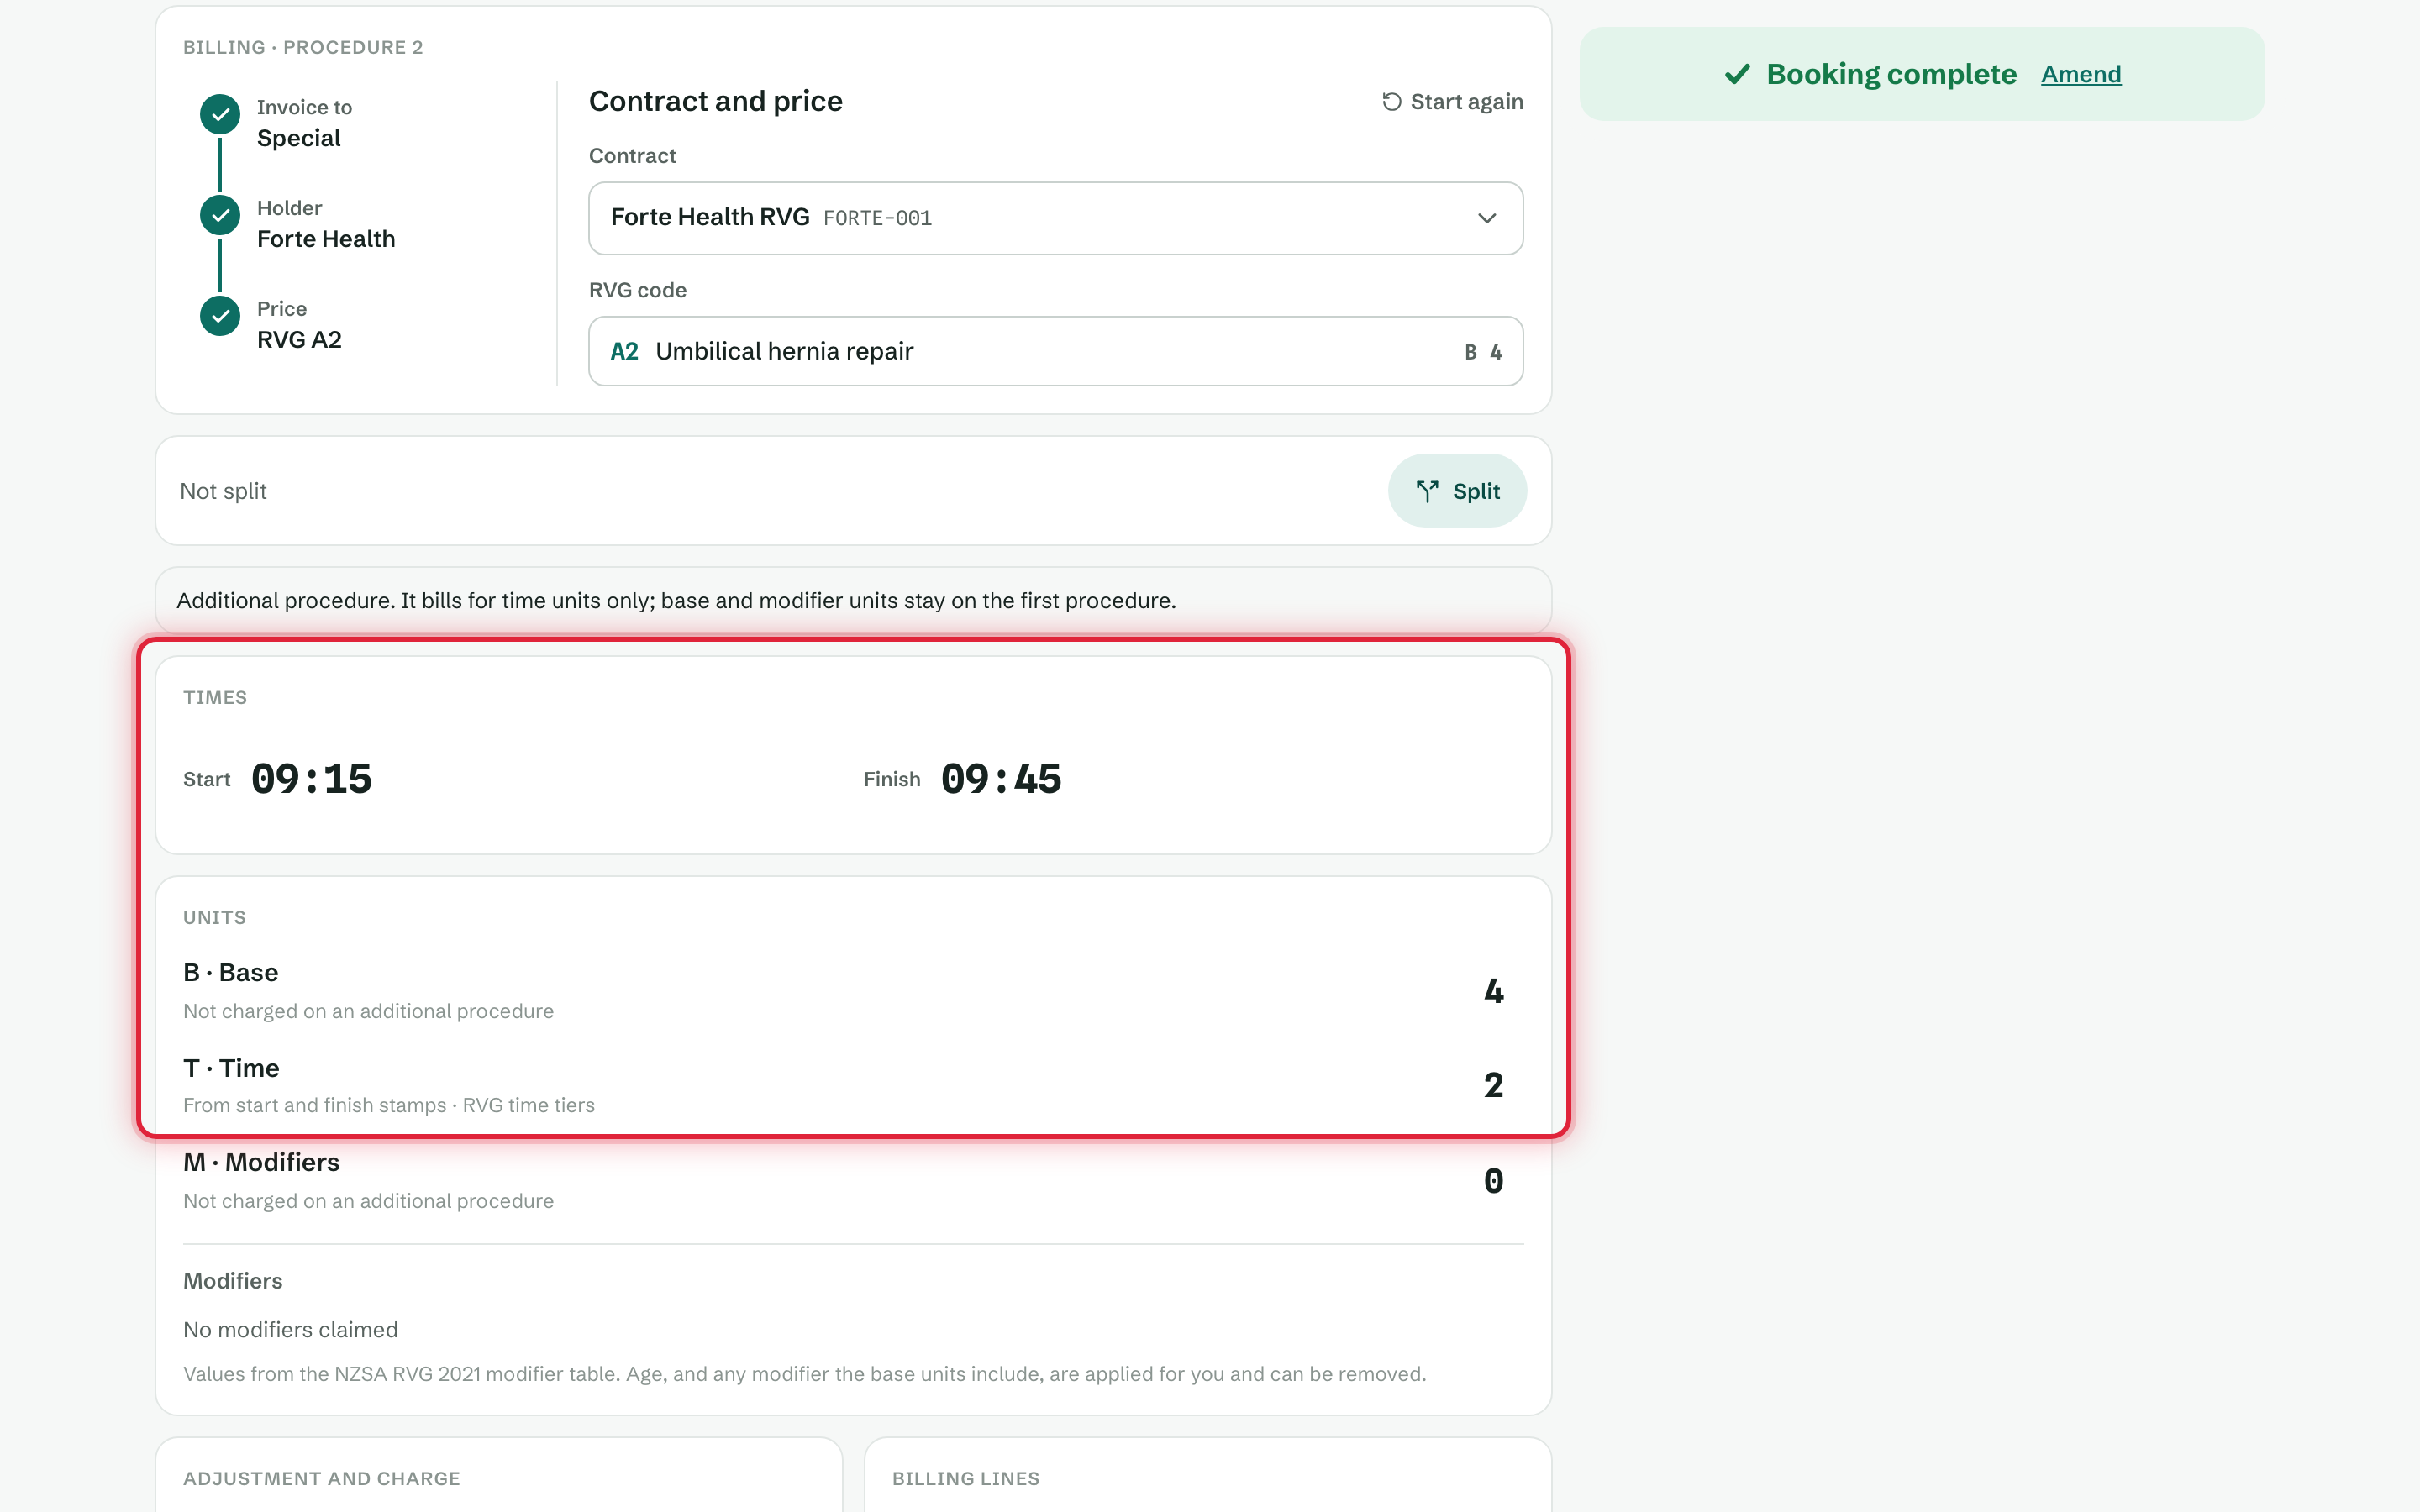 BILLING · PROCEDURE 2
Invoice to
Special
Holder
Forte Health
Price
RVG A2
Contract and price
Start again
Contract
Forte Health RVG FORTE-001
RVG code
A2 Umbilical hernia repair B 4
Booking complete Amend
Not split
Split
Additional procedure. It bills for time units only; base and modifier units stay on the first procedure.
TIMES
Start 09:15
Finish 09:45
UNITS
B · Base
Not charged on an additional procedure
4
T · Time
From start and finish stamps · RVG time tiers
2
M · Modifiers
Not charged on an additional procedure
0
Modifiers
No modifiers claimed
Values from the NZSA RVG 2021 modifier table. Age, and any modifier the base units include, are applied for you and can be removed.
ADJUSTMENT AND CHARGE
BILLING LINES